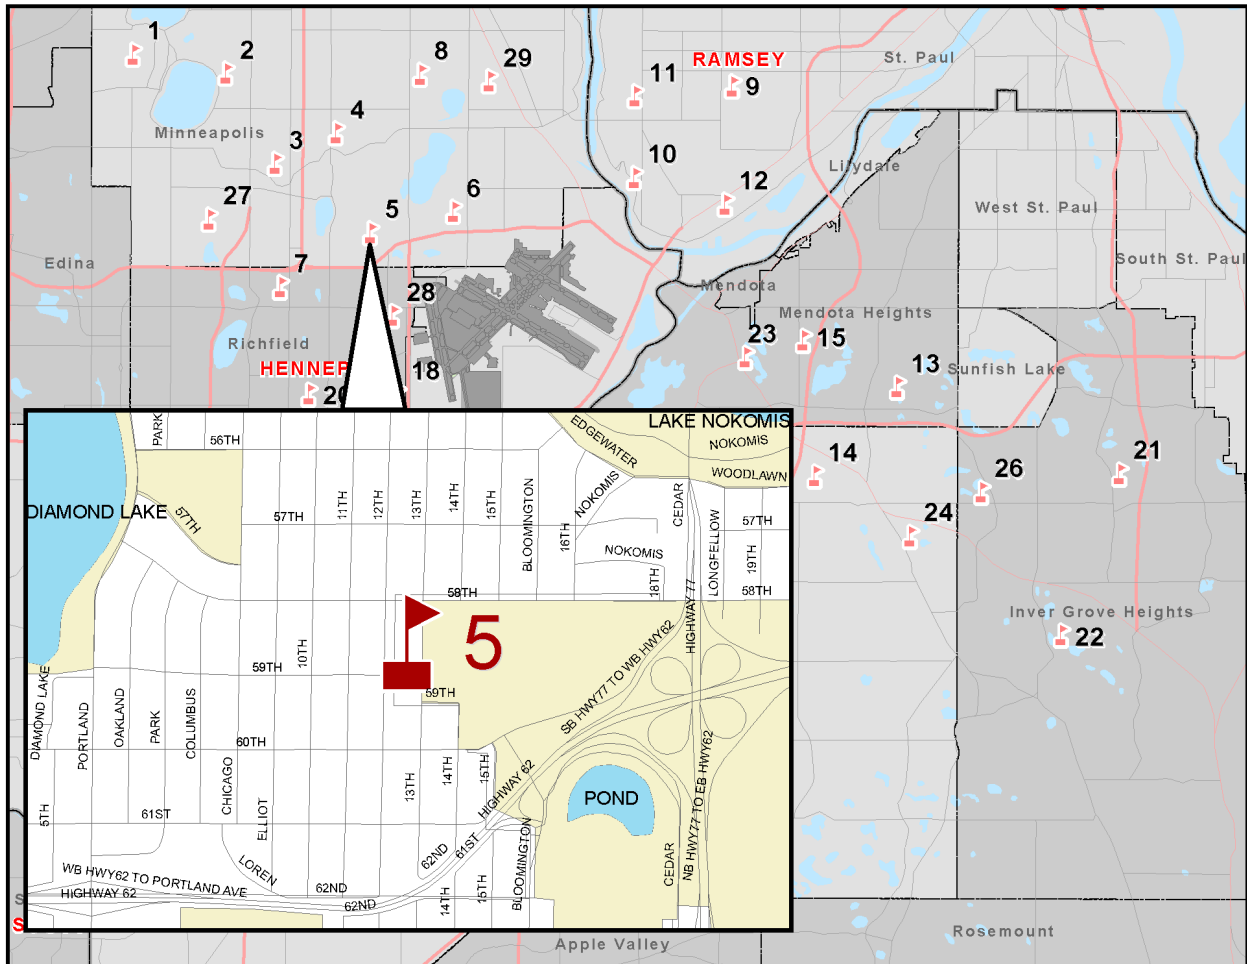 1
2
8
29
11
RAMSEY
9
St. Paul
Minneapolis
4
3
10
Lilydale
12
27
5
6
West St. Paul
Edina
7
South St. Paul
28
Mendota
Mendota Heights
Richfield
23
15
18
13
Sunfish Lake
14
26
21
24
Inver Grove Heights
22
Rosemount
Apple Valley
LAKE NOKOMIS
PARK
56TH
EDGEWATER
NOKOMIS
WOODLAWN
DIAMOND LAKE
57TH
57TH
11TH
12TH
13TH
14TH
15TH
BLOOMINGTON
16TH
NOKOMIS
CEDAR
LONGFELLOW
57TH
NOKOMIS
18TH
19TH
58TH
58TH
HIGHWAY 77
5
SB HWY77 TO WB HWY62
10TH
59TH
59TH
DIAMOND LAKE
PORTLAND
OAKLAND
PARK
COLUMBUS
60TH
CHICAGO
ELLIOT
13TH
14TH
15TH
HIGHWAY 62
NB HWY77 TO EB HWY62
POND
5TH
61ST
LOREN
62ND
61ST
BLOOMINGTON
CEDAR
WB HWY62 TO PORTLAND AVE
HIGHWAY 62
62ND
62ND
14TH
15TH